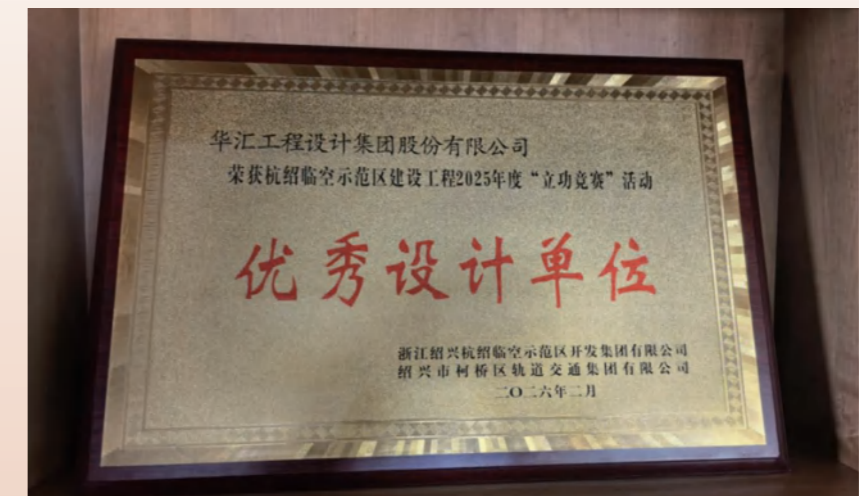 华汇工程设计集团股份有限公司
荣获杭绍临空示范区建设工程2025年度“立功竞赛”活动
优秀设计单位
浙江绍兴杭绍临空示范区开发集团有限公司
绍兴市柯桥区轨道交通集团有限公司
二〇二六年二月